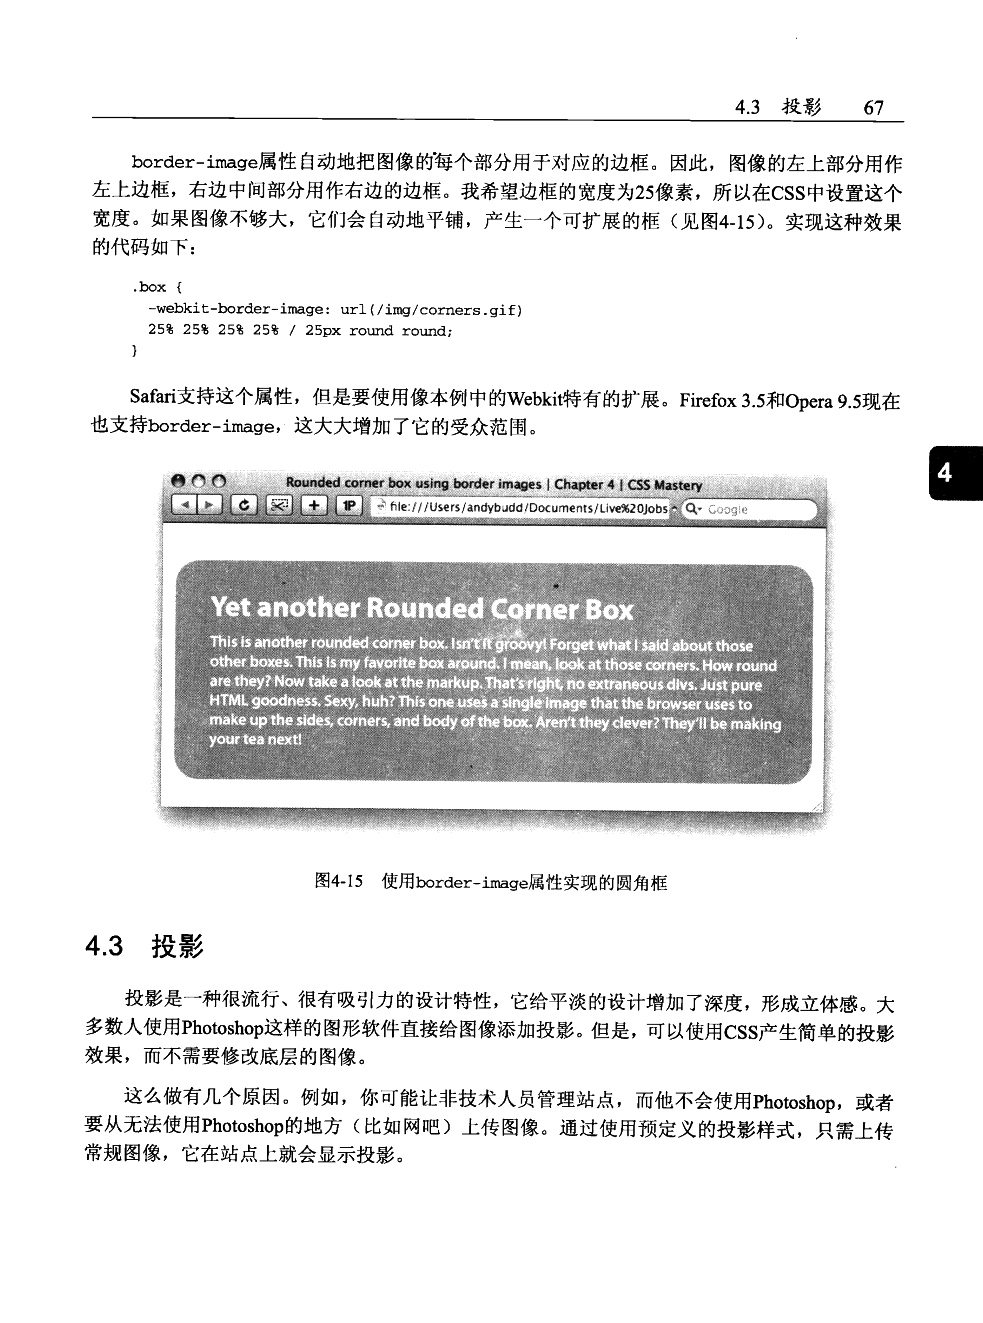 4.3 投影 67
border-image属性自动地把图像的每个部分用于对应的边框。因此，图像的左上部分用作
左上边框，右边中间部分用作右边的边框。我希望边框的宽度为25像素，所以在CSS中设置这个
宽度。如果图像不够大，它们会自动地平铺，产生一个可扩展的框（见图4-15）。实现这种效果
的代码如下：
.box {
-webkit-border-image: url(/img/corners.gif)
25% 25% 25% 25% / 25px round round;
}
Safari支持这个属性，但是要使用像本例中的Webkit特有的扩展。Firefox 3.5和Opera 9.5现在
也支持border-image，这大大增加了它的受众范围。
4
Rounded corner box using border images | Chapter 4 | CSS Mastery
1P file:///Users/andybudd/Documents/Live%20Jobs Google
Yet another Rounded Corner Box
This is another rounded corner box. Isn't it groovy! Forget what I said about those
other boxes. This is my favorite box around. I mean, look at those corners. How round
are they? Now take a look at the markup. That's right, no extraneous divs. Just pure
HTML goodness. Sexy, huh? This one uses a single image that the browser uses to
make up the sides, corners, and body of the box. Aren't they clever? They'll be making
your tea next!
图4-15 使用border-image属性实现的圆角框
4.3 投影
投影是一种很流行、很有吸引力的设计特性，它给平淡的设计增加了深度，形成立体感。大
多数人使用Photoshop这样的图形软件直接给图像添加投影。但是，可以使用CSS产生简单的投影
效果，而不需要修改底层的图像。
这么做有几个原因。例如，你可能让非技术人员管理站点，而他不会使用Photoshop，或者
要从无法使用Photoshop的地方（比如网吧）上传图像。通过使用预定义的投影样式，只需上传
常规图像，它在站点上就会显示投影。